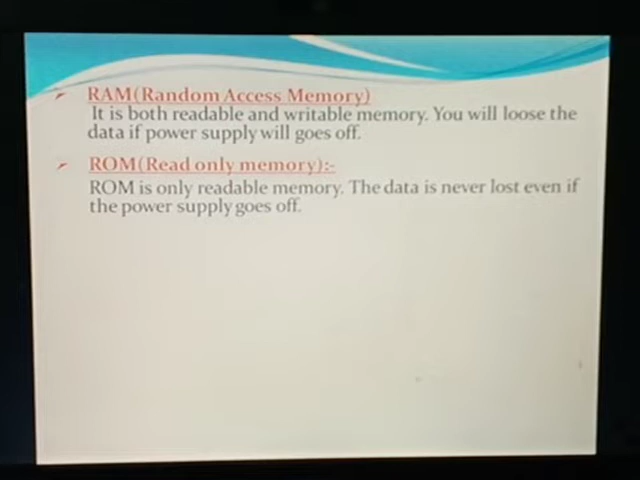 RAM(Random Access Memory)
It is both readable and writable memory. You will loose the
data if power supply will goes off.
ROM(Read only memory):-
ROM is only readable memory. The data is never lost even if
the power supply goes off.